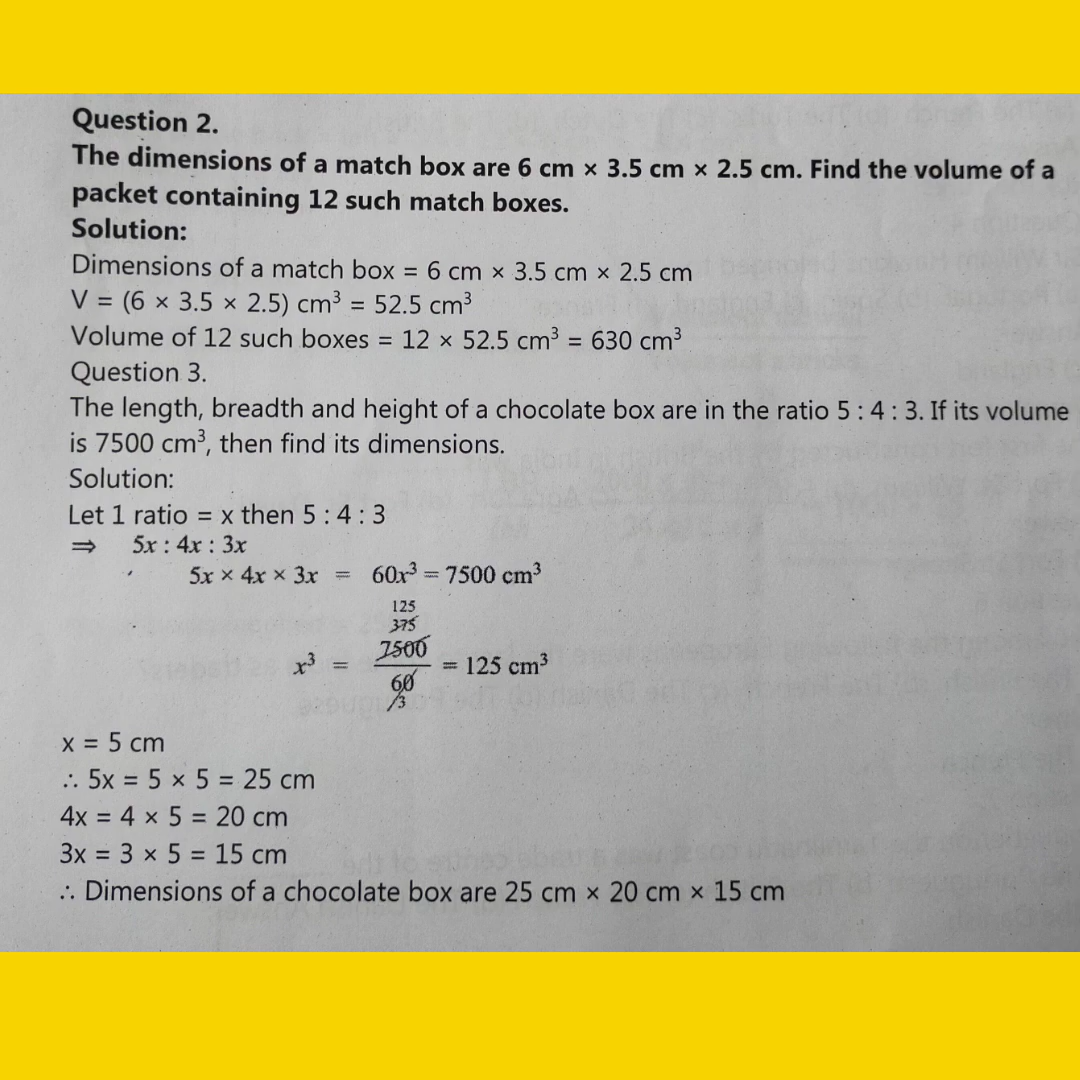 Question 2.
The dimensions of a match box are 6 cm × 3.5 cm × 2.5 cm. Find the volume of a
packet containing 12 such match boxes.
Solution:
Dimensions of a match box = 6 cm × 3.5 cm × 2.5 cm
V = (6 × 3.5 × 2.5) cm³ = 52.5 cm³
Volume of 12 such boxes = 12 × 52.5 cm³ = 630 cm³
Question 3.
The length, breadth and height of a chocolate box are in the ratio 5 : 4 : 3. If its volume
is 7500 cm³, then find its dimensions.
Solution:
Let 1 ratio = x then 5 : 4 : 3
⇒ 5x : 4x : 3x
5x × 4x × 3x = 60x³ = 7500 cm³
125
375
7500
x³ = = 125 cm³
60
3
x = 5 cm
∴ 5x = 5 × 5 = 25 cm
4x = 4 × 5 = 20 cm
3x = 3 × 5 = 15 cm
∴ Dimensions of a chocolate box are 25 cm × 20 cm × 15 cm